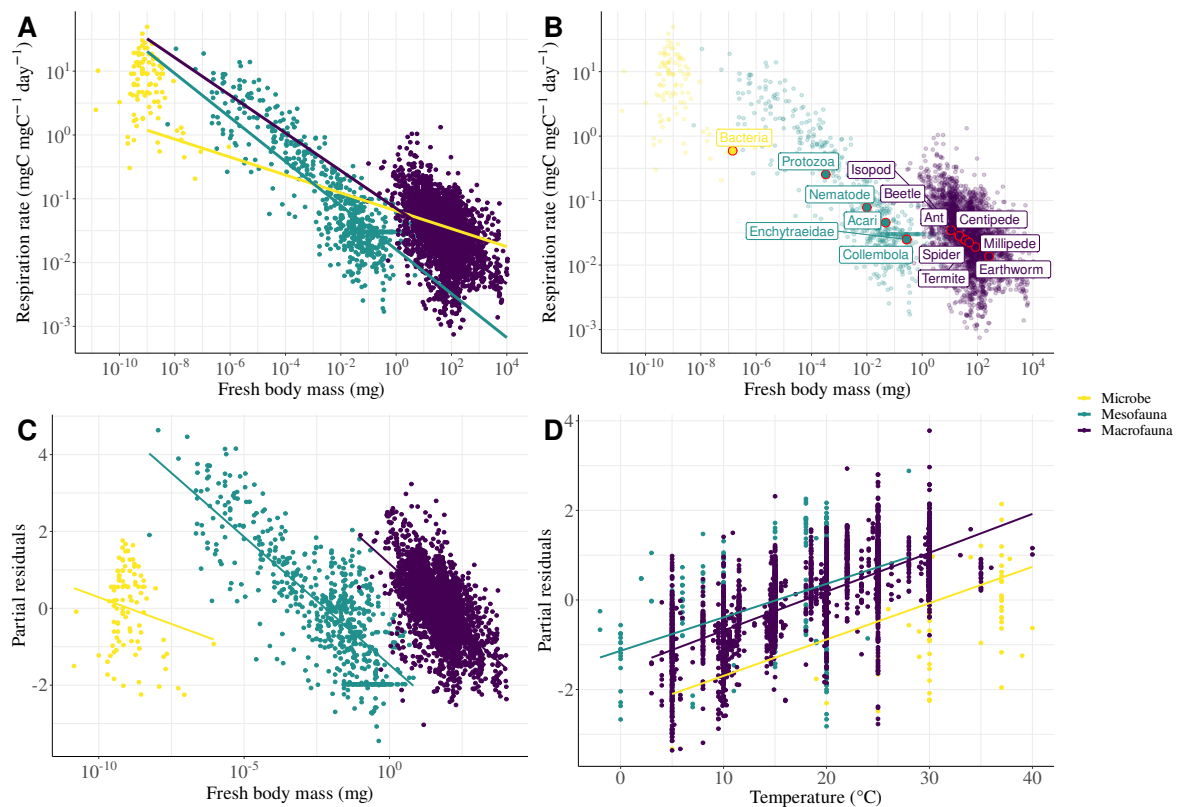 A
Respiration rate (mgC mgC⁻¹ day⁻¹)
10¹
10⁰
10⁻¹
10⁻²
10⁻³
10⁻¹⁰ 10⁻⁸ 10⁻⁶ 10⁻⁴ 10⁻² 10⁰ 10² 10⁴
Fresh body mass (mg)
B
Respiration rate (mgC mgC⁻¹ day⁻¹)
10¹
10⁰
10⁻¹
10⁻²
10⁻³
Bacteria
Protozoa
Isopod
Nematode
Beetle
Acari
Ant
Centipede
Enchytraeidae
Collembola
Spider
Millipede
Termite
Earthworm
10⁻¹⁰ 10⁻⁸ 10⁻⁶ 10⁻⁴ 10⁻² 10⁰ 10² 10⁴
Fresh body mass (mg)
Microbe
Mesofauna
Macrofauna
C
Partial residuals
4
2
0
-2
10⁻¹⁰ 10⁻⁵ 10⁰
Fresh body mass (mg)
D
Partial residuals
4
2
0
-2
0 10 20 30 40
Temperature (°C)